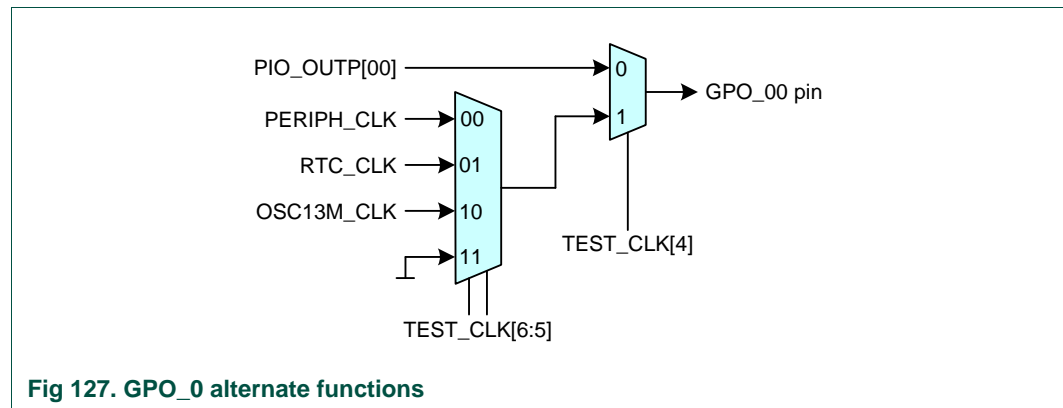 PIO_OUTP[00]
0
GPO_00 pin
PERIPH_CLK
00
1
RTC_CLK
01
OSC13M_CLK
10
11
TEST_CLK[4]
TEST_CLK[6:5]
Fig 127. GPO_0 alternate functions